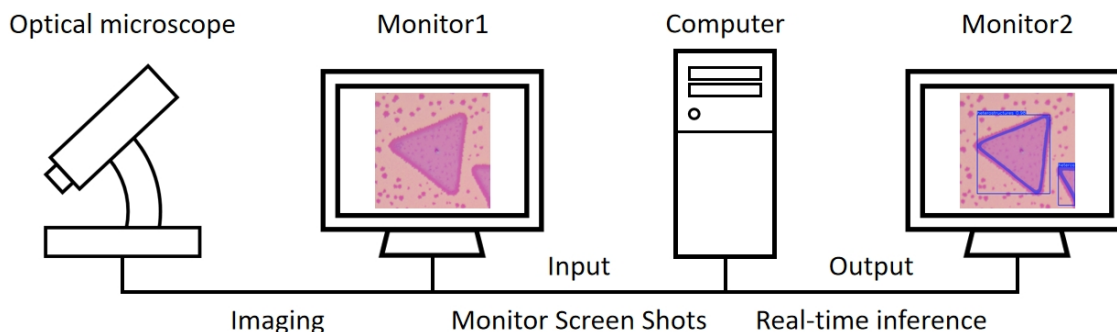 Optical microscope
Monitor1
Computer
Monitor2
Input
Output
Imaging
Monitor Screen Shots
Real-time inference